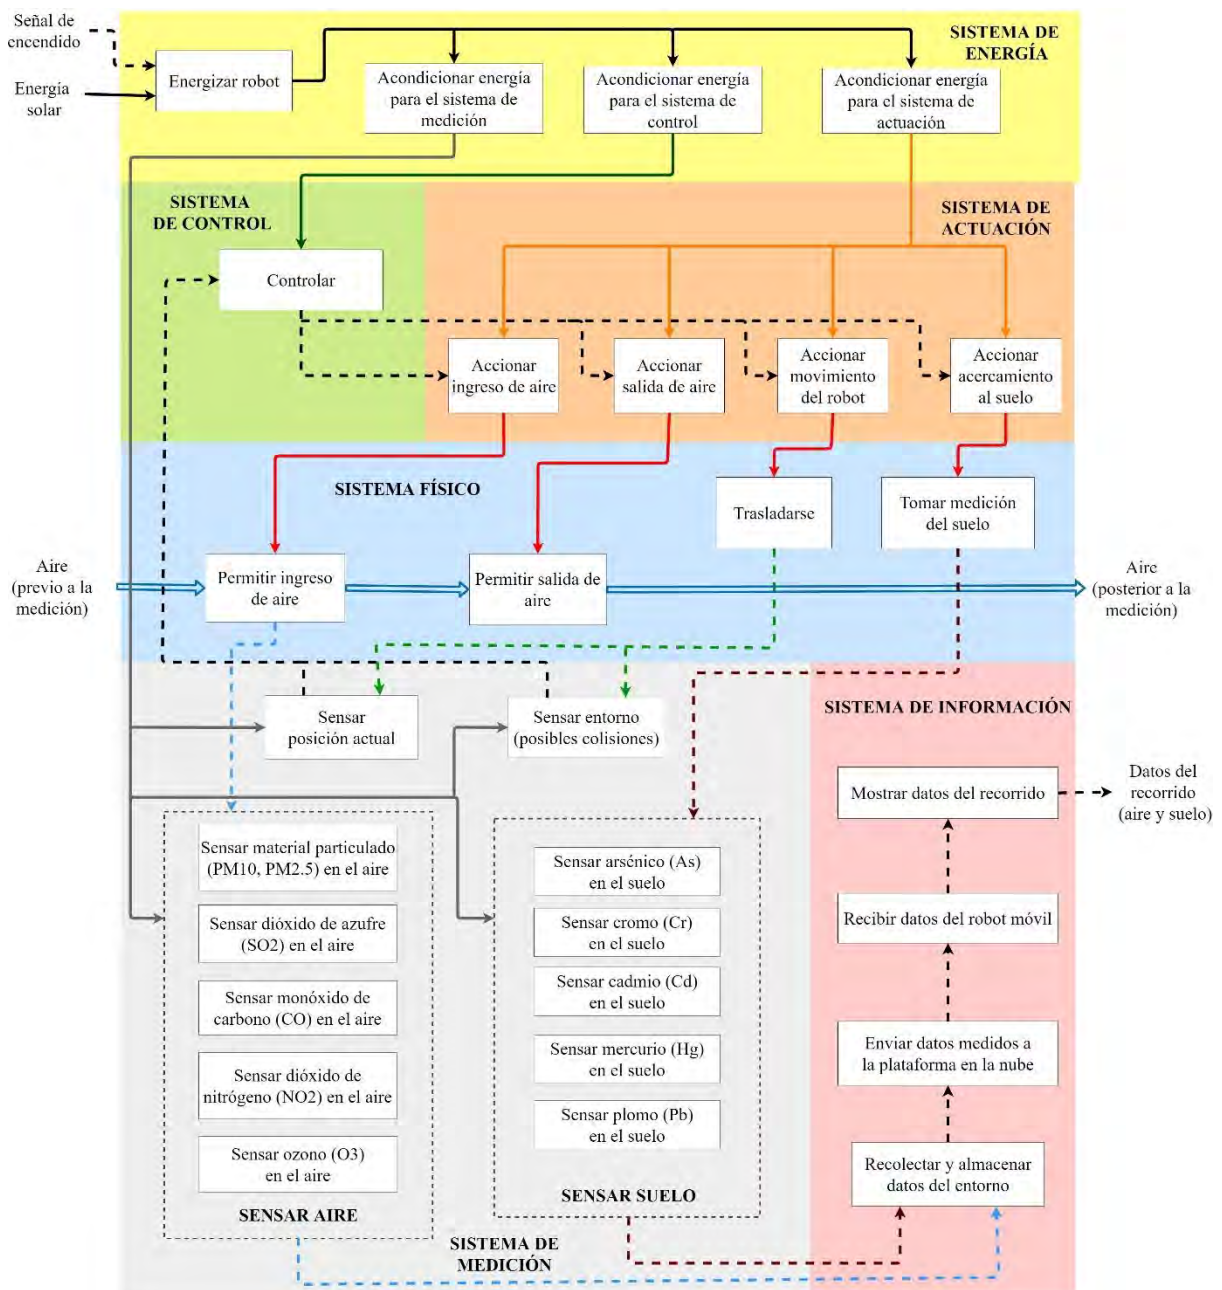 Señal de
encendido
Energía
solar
Energizar robot
Acondicionar energía
para el sistema de
medición
Acondicionar energía
para el sistema de
control
Acondicionar energía
para el sistema de
actuación
SISTEMA DE
ENERGÍA
SISTEMA
DE CONTROL
Controlar
SISTEMA DE
ACTUACIÓN
Accionar
ingreso de aire
Accionar
salida de aire
Accionar
movimiento
del robot
Accionar
acercamiento
al suelo
SISTEMA FÍSICO
Trasladarse
Tomar medición
del suelo
Aire
(previo a la
medición)
Permitir ingreso
de aire
Permitir salida de
aire
Aire
(posterior a la
medición)
Sensar
posición actual
Sensar entorno
(posibles colisiones)
SISTEMA DE INFORMACIÓN
Mostrar datos del recorrido
Datos del
recorrido
(aire y suelo)
Recibir datos del robot móvil
Enviar datos medidos a
la plataforma en la nube
Recolectar y almacenar
datos del entorno
Sensar material particulado
(PM10, PM2.5) en el aire
Sensar dióxido de azufre
(SO2) en el aire
Sensar monóxido de
carbono (CO) en el aire
Sensar dióxido de
nitrógeno (NO2) en el aire
Sensar ozono (O3)
en el aire
SENSAR AIRE
Sensar arsénico (As)
en el suelo
Sensar cromo (Cr)
en el suelo
Sensar cadmio (Cd)
en el suelo
Sensar mercurio (Hg)
en el suelo
Sensar plomo (Pb)
en el suelo
SENSAR SUELO
SISTEMA DE
MEDICIÓN